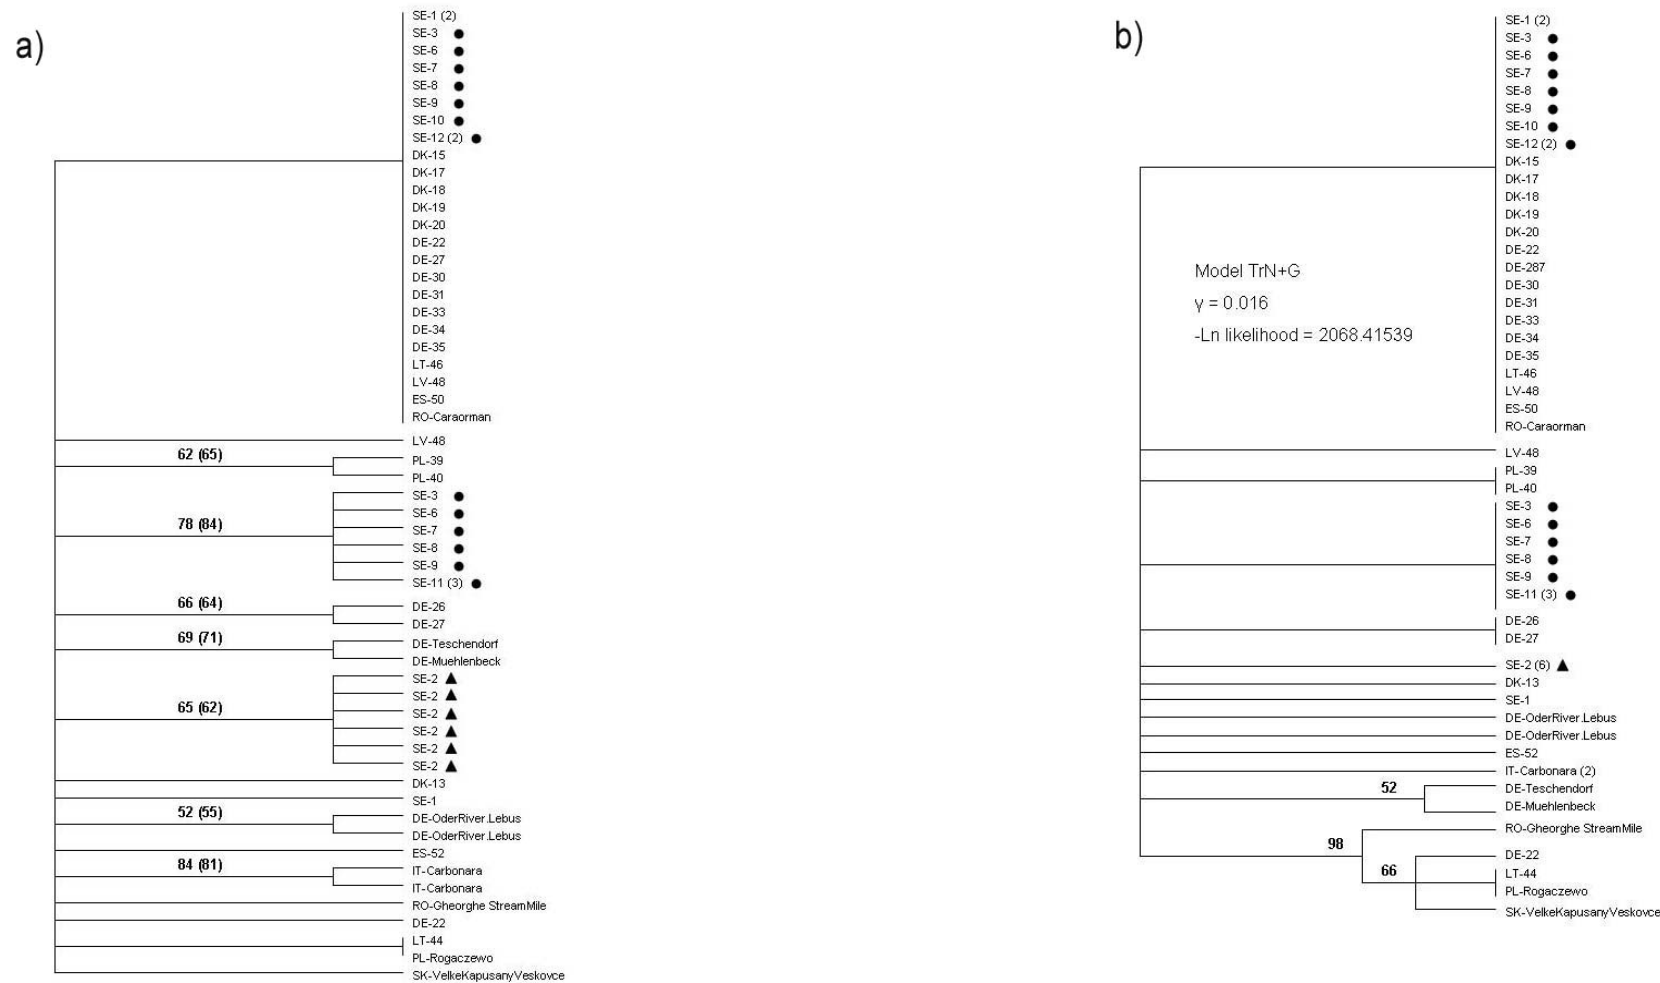 a)
SE-1 (2)
SE-3
SE-6
SE-7
SE-8
SE-9
SE-10
SE-12 (2)
DK-15
DK-17
DK-18
DK-19
DK-20
DE-22
DE-27
DE-30
DE-31
DE-33
DE-34
DE-35
LT-46
LV-48
ES-50
RO-Caraorman
LV-48
62 (65)
PL-39
PL-40
SE-3
SE-6
78 (84)
SE-7
SE-8
SE-9
SE-11 (3)
66 (64)
DE-26
DE-27
69 (71)
DE-Teschendorf
DE-Muehlenbeck
SE-2
SE-2
65 (62)
SE-2
SE-2
SE-2
SE-2
DK-13
SE-1
52 (55)
DE-OderRiver.Lebus
DE-OderRiver.Lebus
ES-52
84 (81)
IT-Carbonara
IT-Carbonara
RO-Gheorghe StreamMile
DE-22
LT-44
PL-Rogaczewo
SK-VelkeKapusanyVeskovce
b)
SE-1 (2)
SE-3
SE-6
SE-7
SE-8
SE-9
SE-10
SE-12 (2)
DK-15
DK-17
DK-18
DK-19
DK-20
DE-22
DE-287
DE-30
DE-31
DE-33
DE-34
DE-35
LT-46
LV-48
ES-50
RO-Caraorman
Model TrN+G
γ = 0.016
-Ln likelihood = 2068.41539
LV-48
PL-39
PL-40
SE-3
SE-6
SE-7
SE-8
SE-9
SE-11 (3)
DE-26
DE-27
SE-2 (6)
DK-13
SE-1
DE-OderRiver.Lebus
DE-OderRiver.Lebus
ES-52
IT-Carbonara (2)
52
DE-Teschendorf
DE-Muehlenbeck
RO-Gheorghe StreamMile
98
DE-22
66
LT-44
PL-Rogaczewo
SK-VelkeKapusanyVeskovce